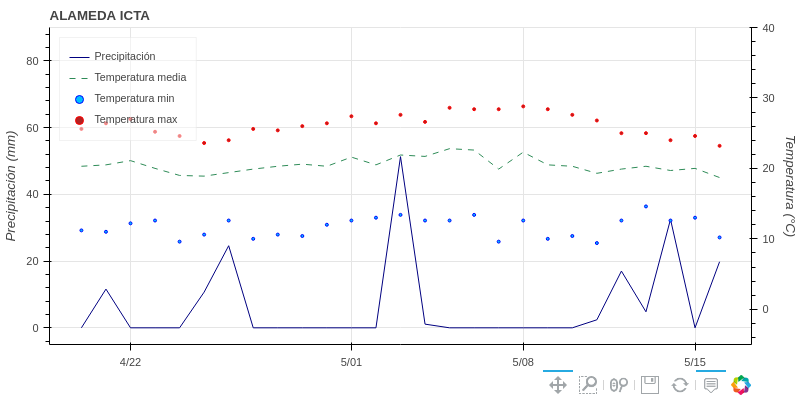 ALAMEDA ICTA
Precipitación
Temperatura media
Temperatura min
Temperatura max
Precipitación (mm)
80
60
40
20
0
Temperatura (°C)
40
30
20
10
0
4/22
5/01
5/08
5/15